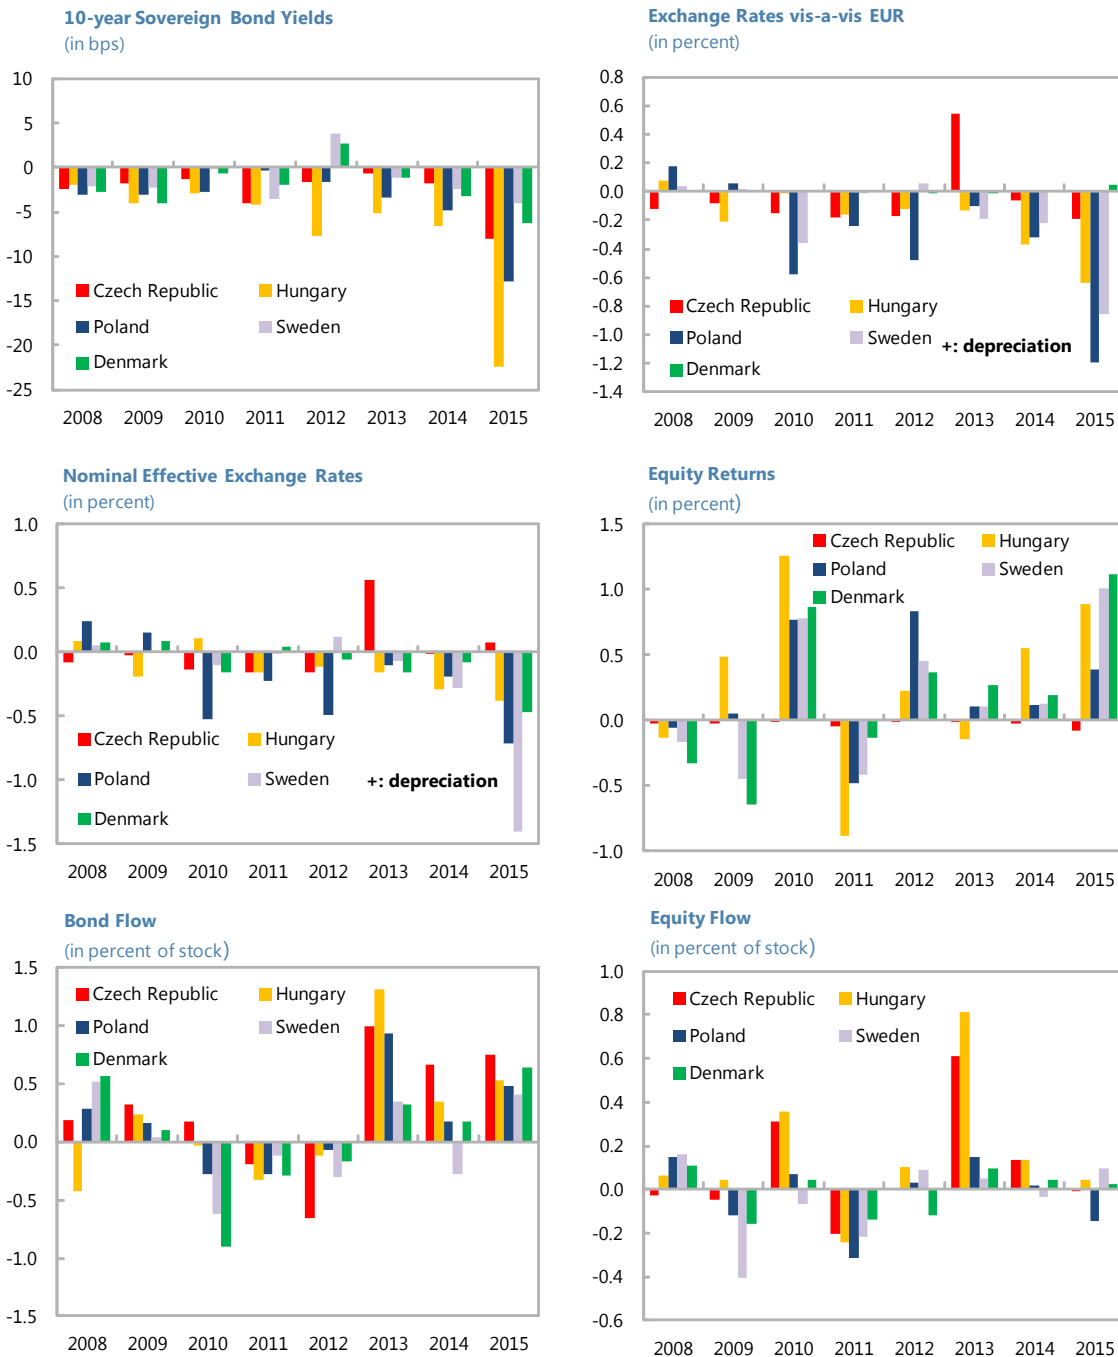 10-year Sovereign Bond Yields
(in bps)
10
5
0
-5
-10
-15
-20
-25
Czech Republic
Hungary
Poland
Sweden
Denmark
2008 2009 2010 2011 2012 2013 2014 2015
Exchange Rates vis-a-vis EUR
(in percent)
0.8
0.6
0.4
0.2
0.0
-0.2
-0.4
-0.6
-0.8
-1.0
-1.2
-1.4
Czech Republic
Hungary
Poland
Sweden
+: depreciation
Denmark
2008 2009 2010 2011 2012 2013 2014 2015
Nominal Effective Exchange Rates
(in percent)
1.0
0.5
0.0
-0.5
-1.0
-1.5
Czech Republic
Hungary
Poland
Sweden
+: depreciation
Denmark
2008 2009 2010 2011 2012 2013 2014 2015
Equity Returns
(in percent)
1.5
1.0
0.5
0.0
-0.5
-1.0
Czech Republic
Hungary
Poland
Sweden
Denmark
2008 2009 2010 2011 2012 2013 2014 2015
Bond Flow
(in percent of stock)
1.5
1.0
0.5
0.0
-0.5
-1.0
-1.5
Czech Republic
Hungary
Poland
Sweden
Denmark
2008 2009 2010 2011 2012 2013 2014 2015
Equity Flow
(in percent of stock)
1.0
0.8
0.6
0.4
0.2
0.0
-0.2
-0.4
-0.6
Czech Republic
Hungary
Poland
Sweden
Denmark
2008 2009 2010 2011 2012 2013 2014 2015